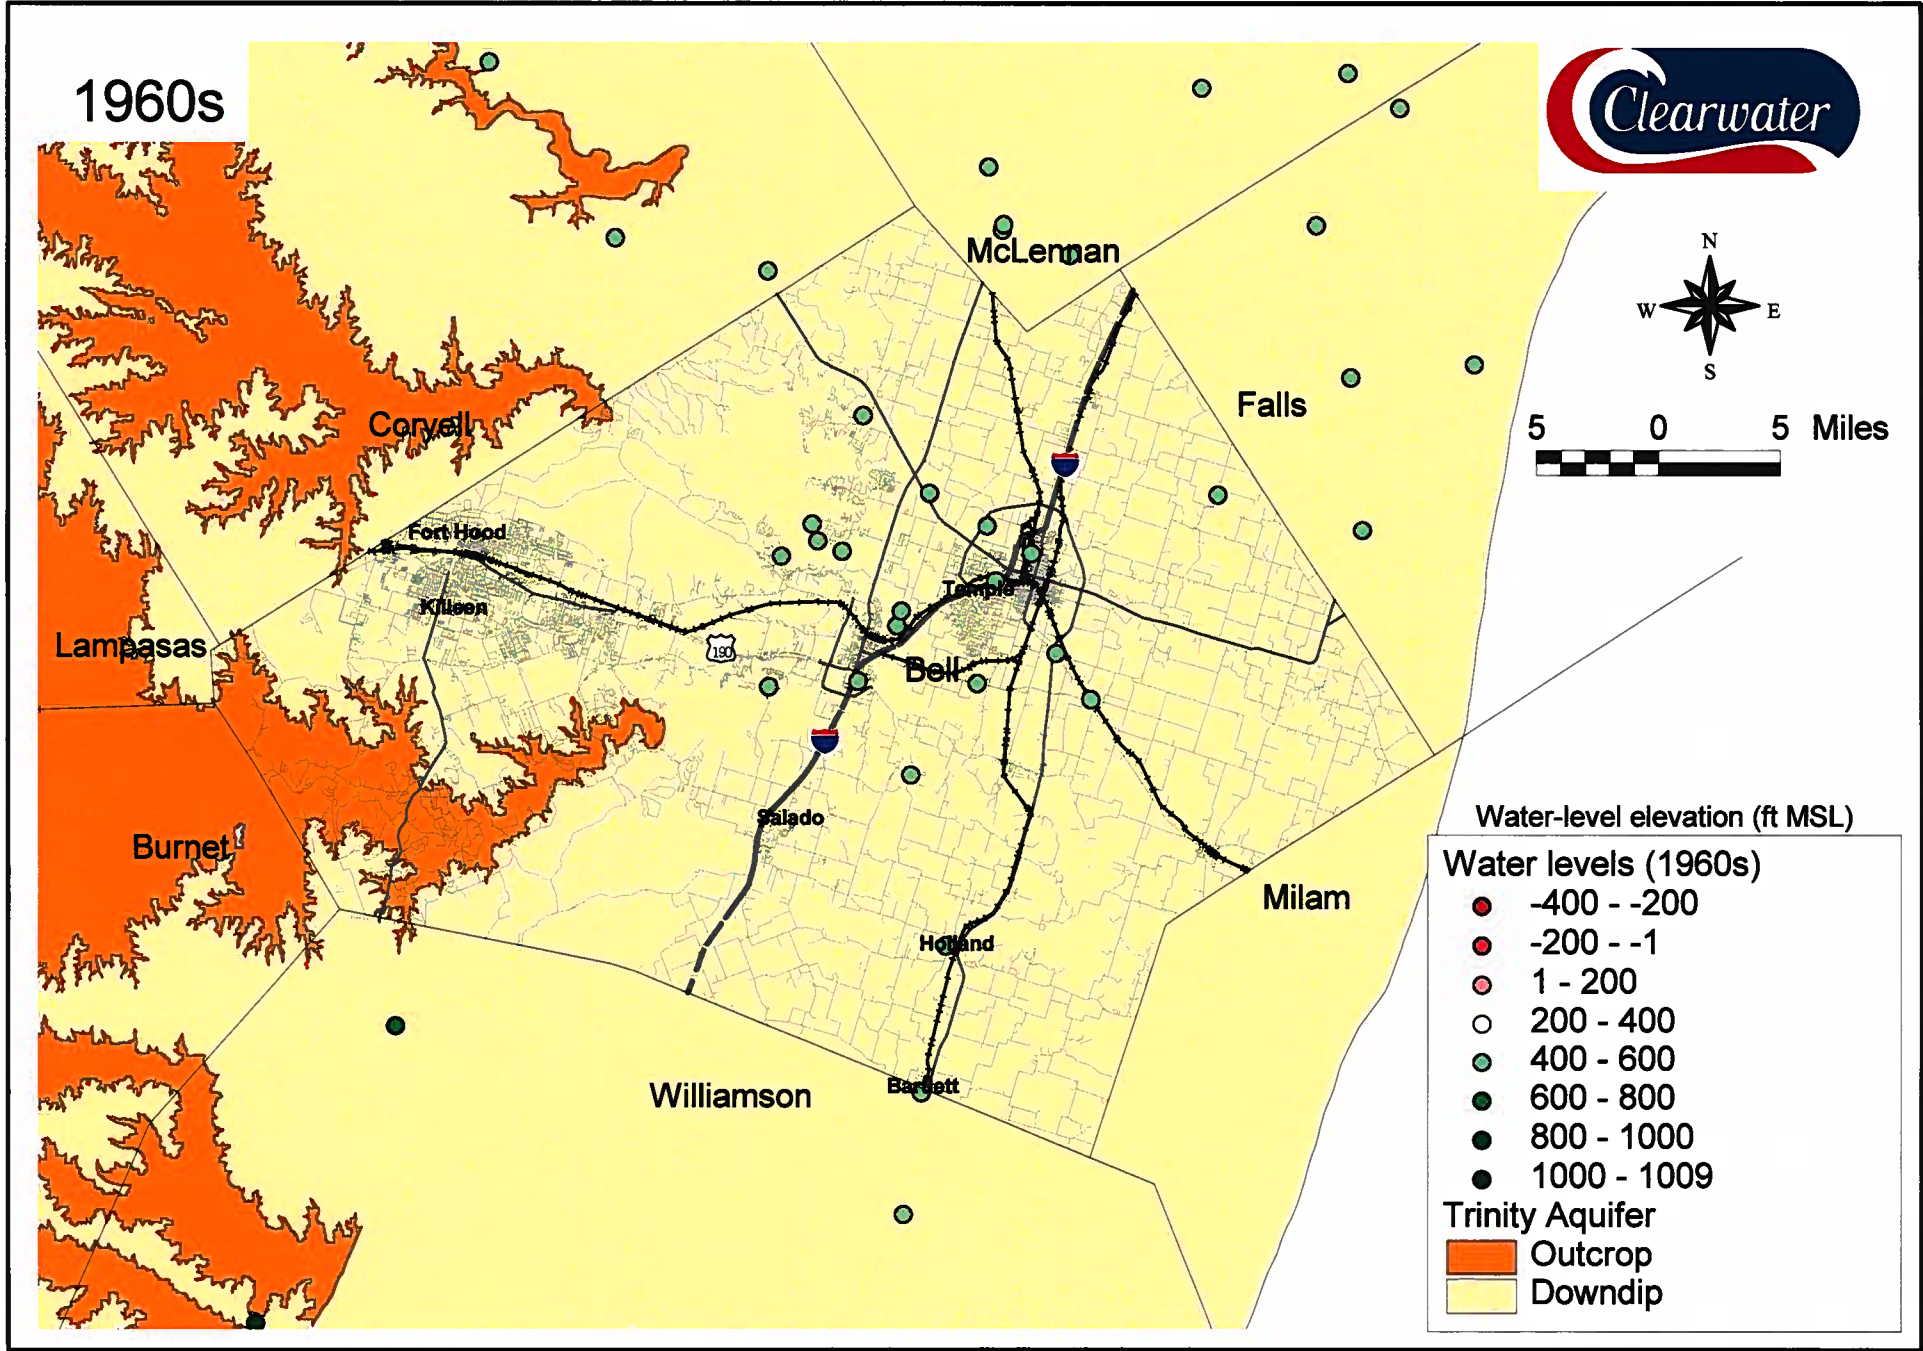 1960s
Clearwater
McLennan
N
W E
S
Falls
Coryell
5 0 5 Miles
Fort Hood
Killeen
Temple
Lampasas
190
Bell
Salado
Burnet
Water-level elevation (ft MSL)
Water levels (1960s)
-400 - -200
-200 - -1
1 - 200
200 - 400
400 - 600
600 - 800
800 - 1000
1000 - 1009
Trinity Aquifer
Outcrop
Downdip
Milam
Holland
Williamson
Bartlett